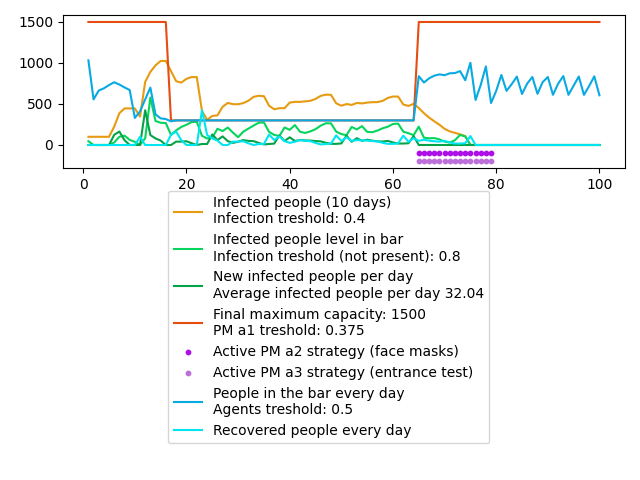 1500
1000
500
0
0
20
40
60
80
100
Infected people (10 days)
Infection treshold: 0.4
Infected people level in bar
Infection treshold (not present): 0.8
New infected people per day
Average infected people per day 32.04
Final maximum capacity: 1500
PM a1 treshold: 0.375
Active PM a2 strategy (face masks)
Active PM a3 strategy (entrance test)
People in the bar every day
Agents treshold: 0.5
Recovered people every day